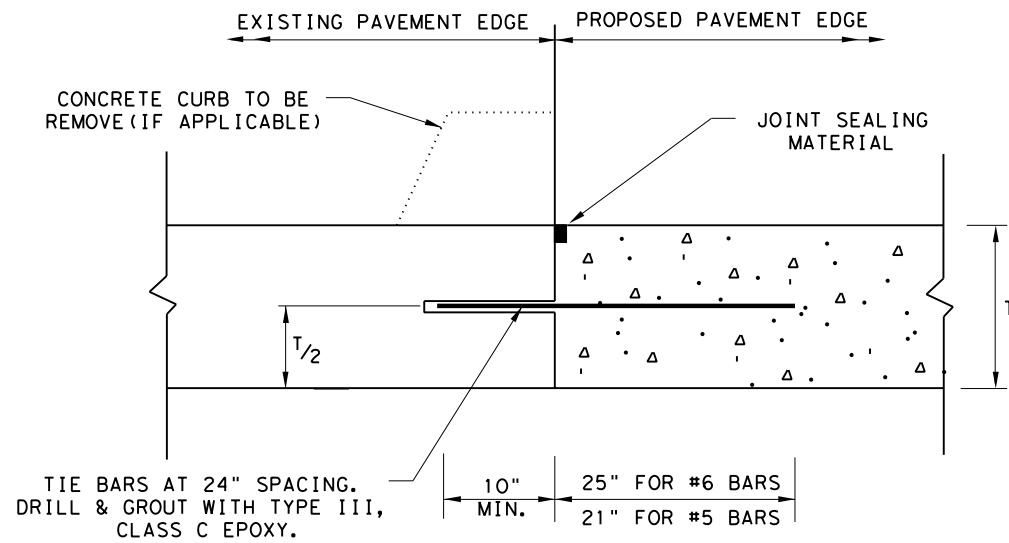 EXISTING PAVEMENT EDGE
PROPOSED PAVEMENT EDGE
CONCRETE CURB TO BE
REMOVE(IF APPLICABLE)
JOINT SEALING
MATERIAL
T/2
T
TIE BARS AT 24" SPACING.
DRILL & GROUT WITH TYPE III,
CLASS C EPOXY.
10"
MIN.
25" FOR #6 BARS
21" FOR #5 BARS